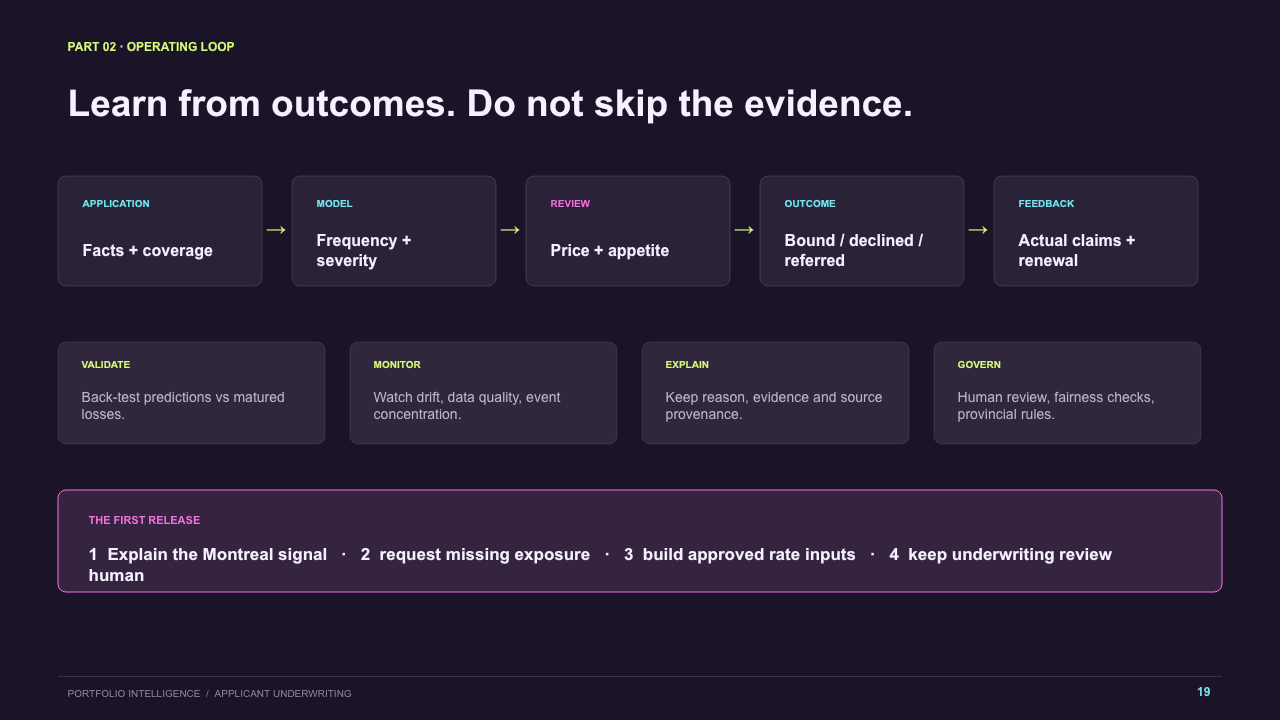 PART 02 · OPERATING LOOP
Learn from outcomes. Do not skip the evidence.
APPLICATION
Facts + coverage
→
MODEL
Frequency +
severity
→
REVIEW
Price + appetite
→
OUTCOME
Bound / declined /
referred
→
FEEDBACK
Actual claims +
renewal
VALIDATE
Back-test predictions vs matured
losses.
MONITOR
Watch drift, data quality, event
concentration.
EXPLAIN
Keep reason, evidence and source
provenance.
GOVERN
Human review, fairness checks,
provincial rules.
THE FIRST RELEASE
1 Explain the Montreal signal · 2 request missing exposure · 3 build approved rate inputs · 4 keep underwriting review
human
PORTFOLIO INTELLIGENCE / APPLICANT UNDERWRITING
19